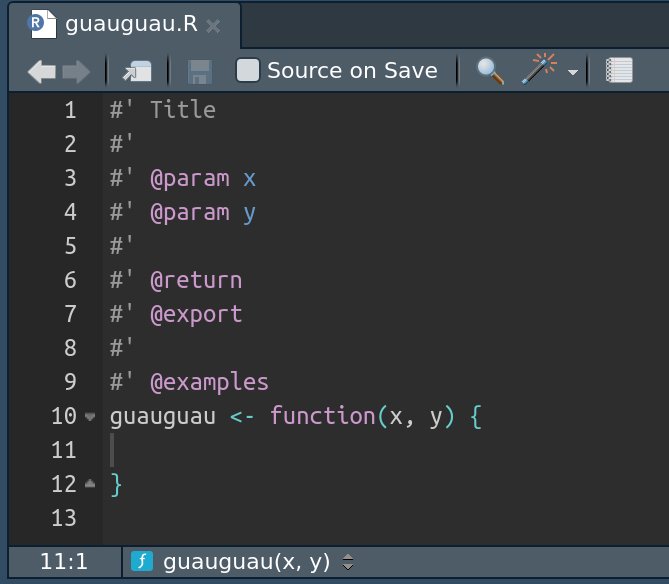 guauguau.R
Source on Save
1 #' Title
2 #'
3 #' @param x
4 #' @param y
5 #'
6 #' @return
7 #' @export
8 #'
9 #' @examples
10 guauguau <- function(x, y) {
11
12 }
13
11:1 guauguau(x, y)